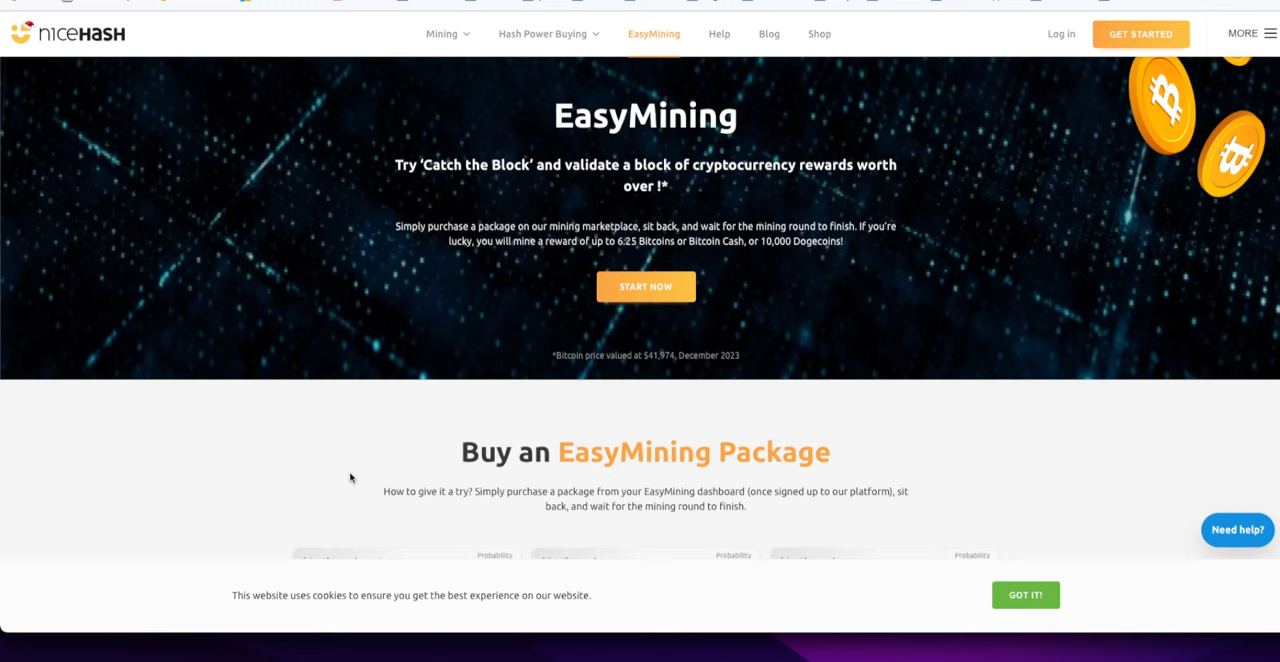 nıceHASH
Mining
Hash Power Buying
EasyMining
Help
Blog
Shop
Log in
GET STARTED
MORE
EasyMining
Try ‘Catch the Block’ and validate a block of cryptocurrency rewards worth
over !*
Simply purchase a package on our mining marketplace, sit back, and wait for the mining round to finish. If you're
lucky, you will mine a reward of up to 6.25 Bitcoins or Bitcoin Cash, or 10,000 Dogecoins!
START NOW
*Bitcoin price valued at $41,974, December 2023
Buy an EasyMining Package
How to give it a try? Simply purchase a package from your EasyMining dashboard (once signed up to our platform), sit
back, and wait for the mining round to finish.
Need help?
Probability
Probability
Probability
This website uses cookies to ensure you get the best experience on our website.
GOT IT!